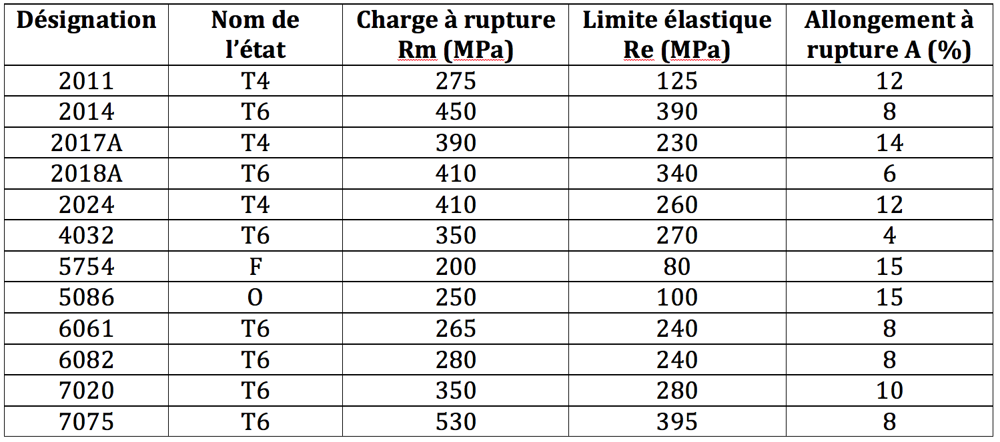 Désignation Nom de l’état Charge à rupture Rm (MPa) Limite élastique Re (MPa) Allongement à rupture A (%)
2011 T4 275 125 12
2014 T6 450 390 8
2017A T4 390 230 14
2018A T6 410 340 6
2024 T4 410 260 12
4032 T6 350 270 4
5754 F 200 80 15
5086 O 250 100 15
6061 T6 265 240 8
6082 T6 280 240 8
7020 T6 350 280 10
7075 T6 530 395 8